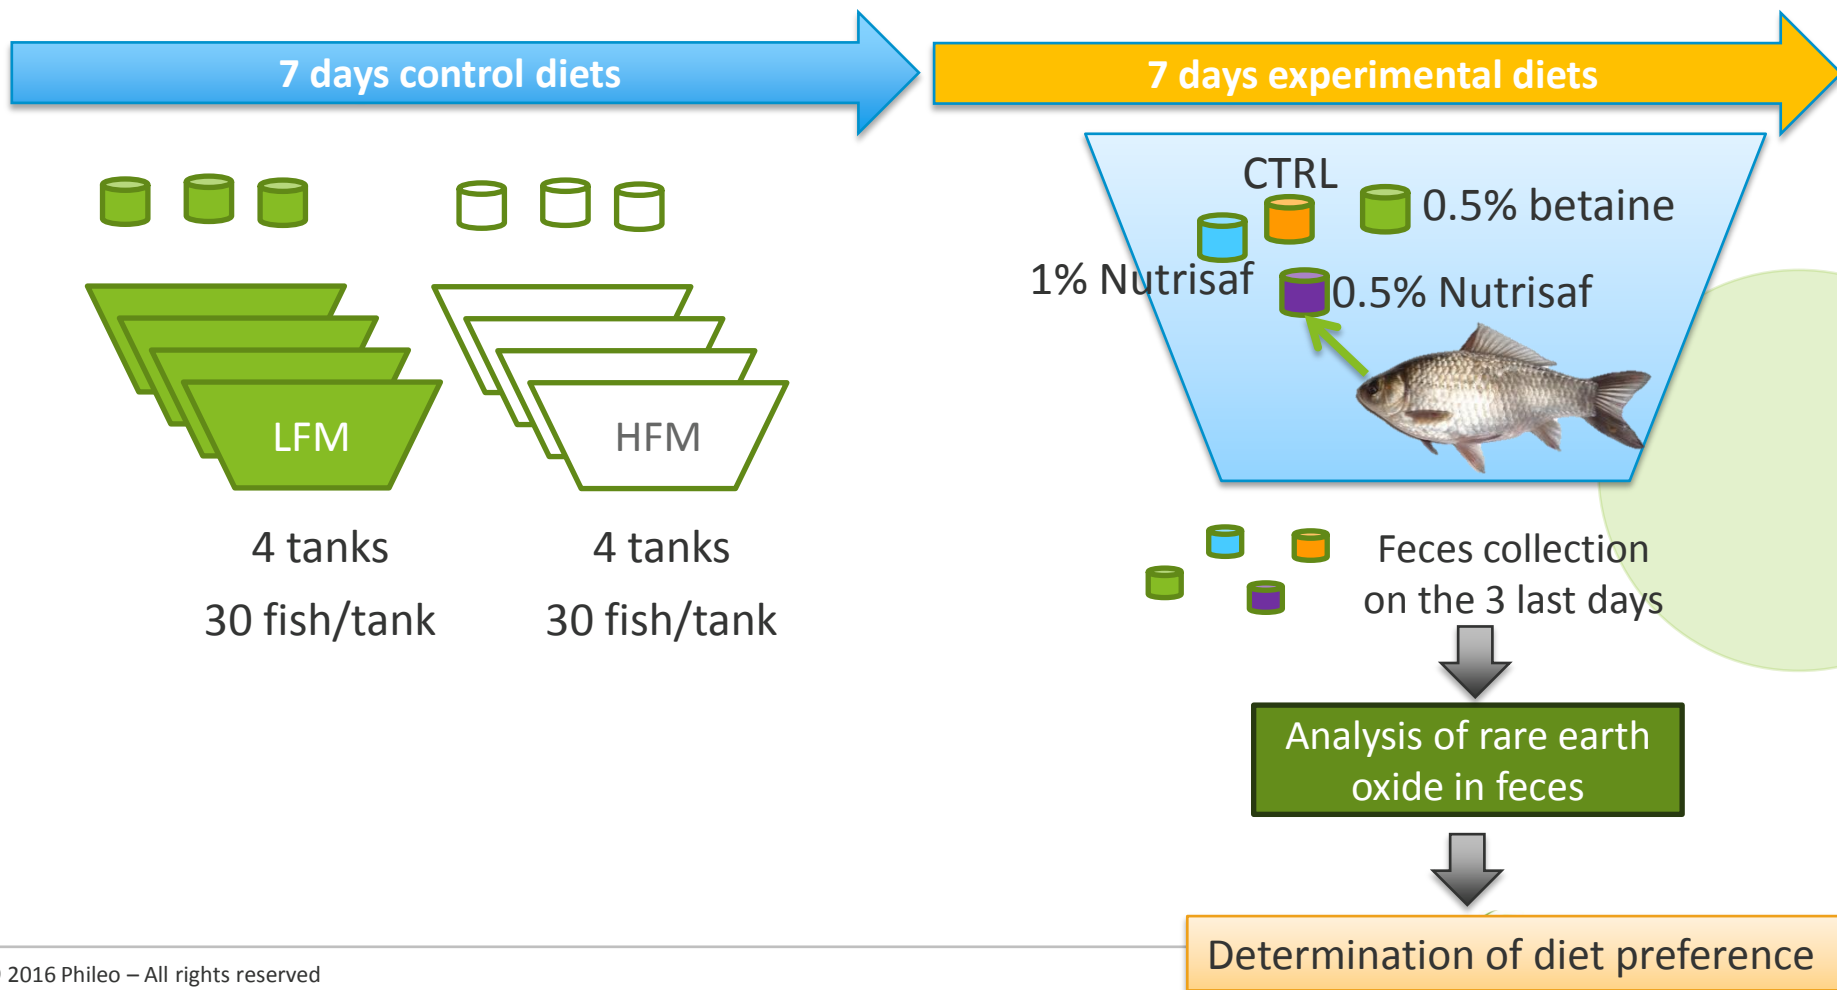 7 days control diets
7 days experimental diets
LFM
HFM
4 tanks
4 tanks
30 fish/tank
30 fish/tank
CTRL
0.5% betaine
1% Nutrisaf
0.5% Nutrisaf
Feces collection
on the 3 last days
Analysis of rare earth
oxide in feces
Determination of diet preference
2016 Phileo – All rights reserved